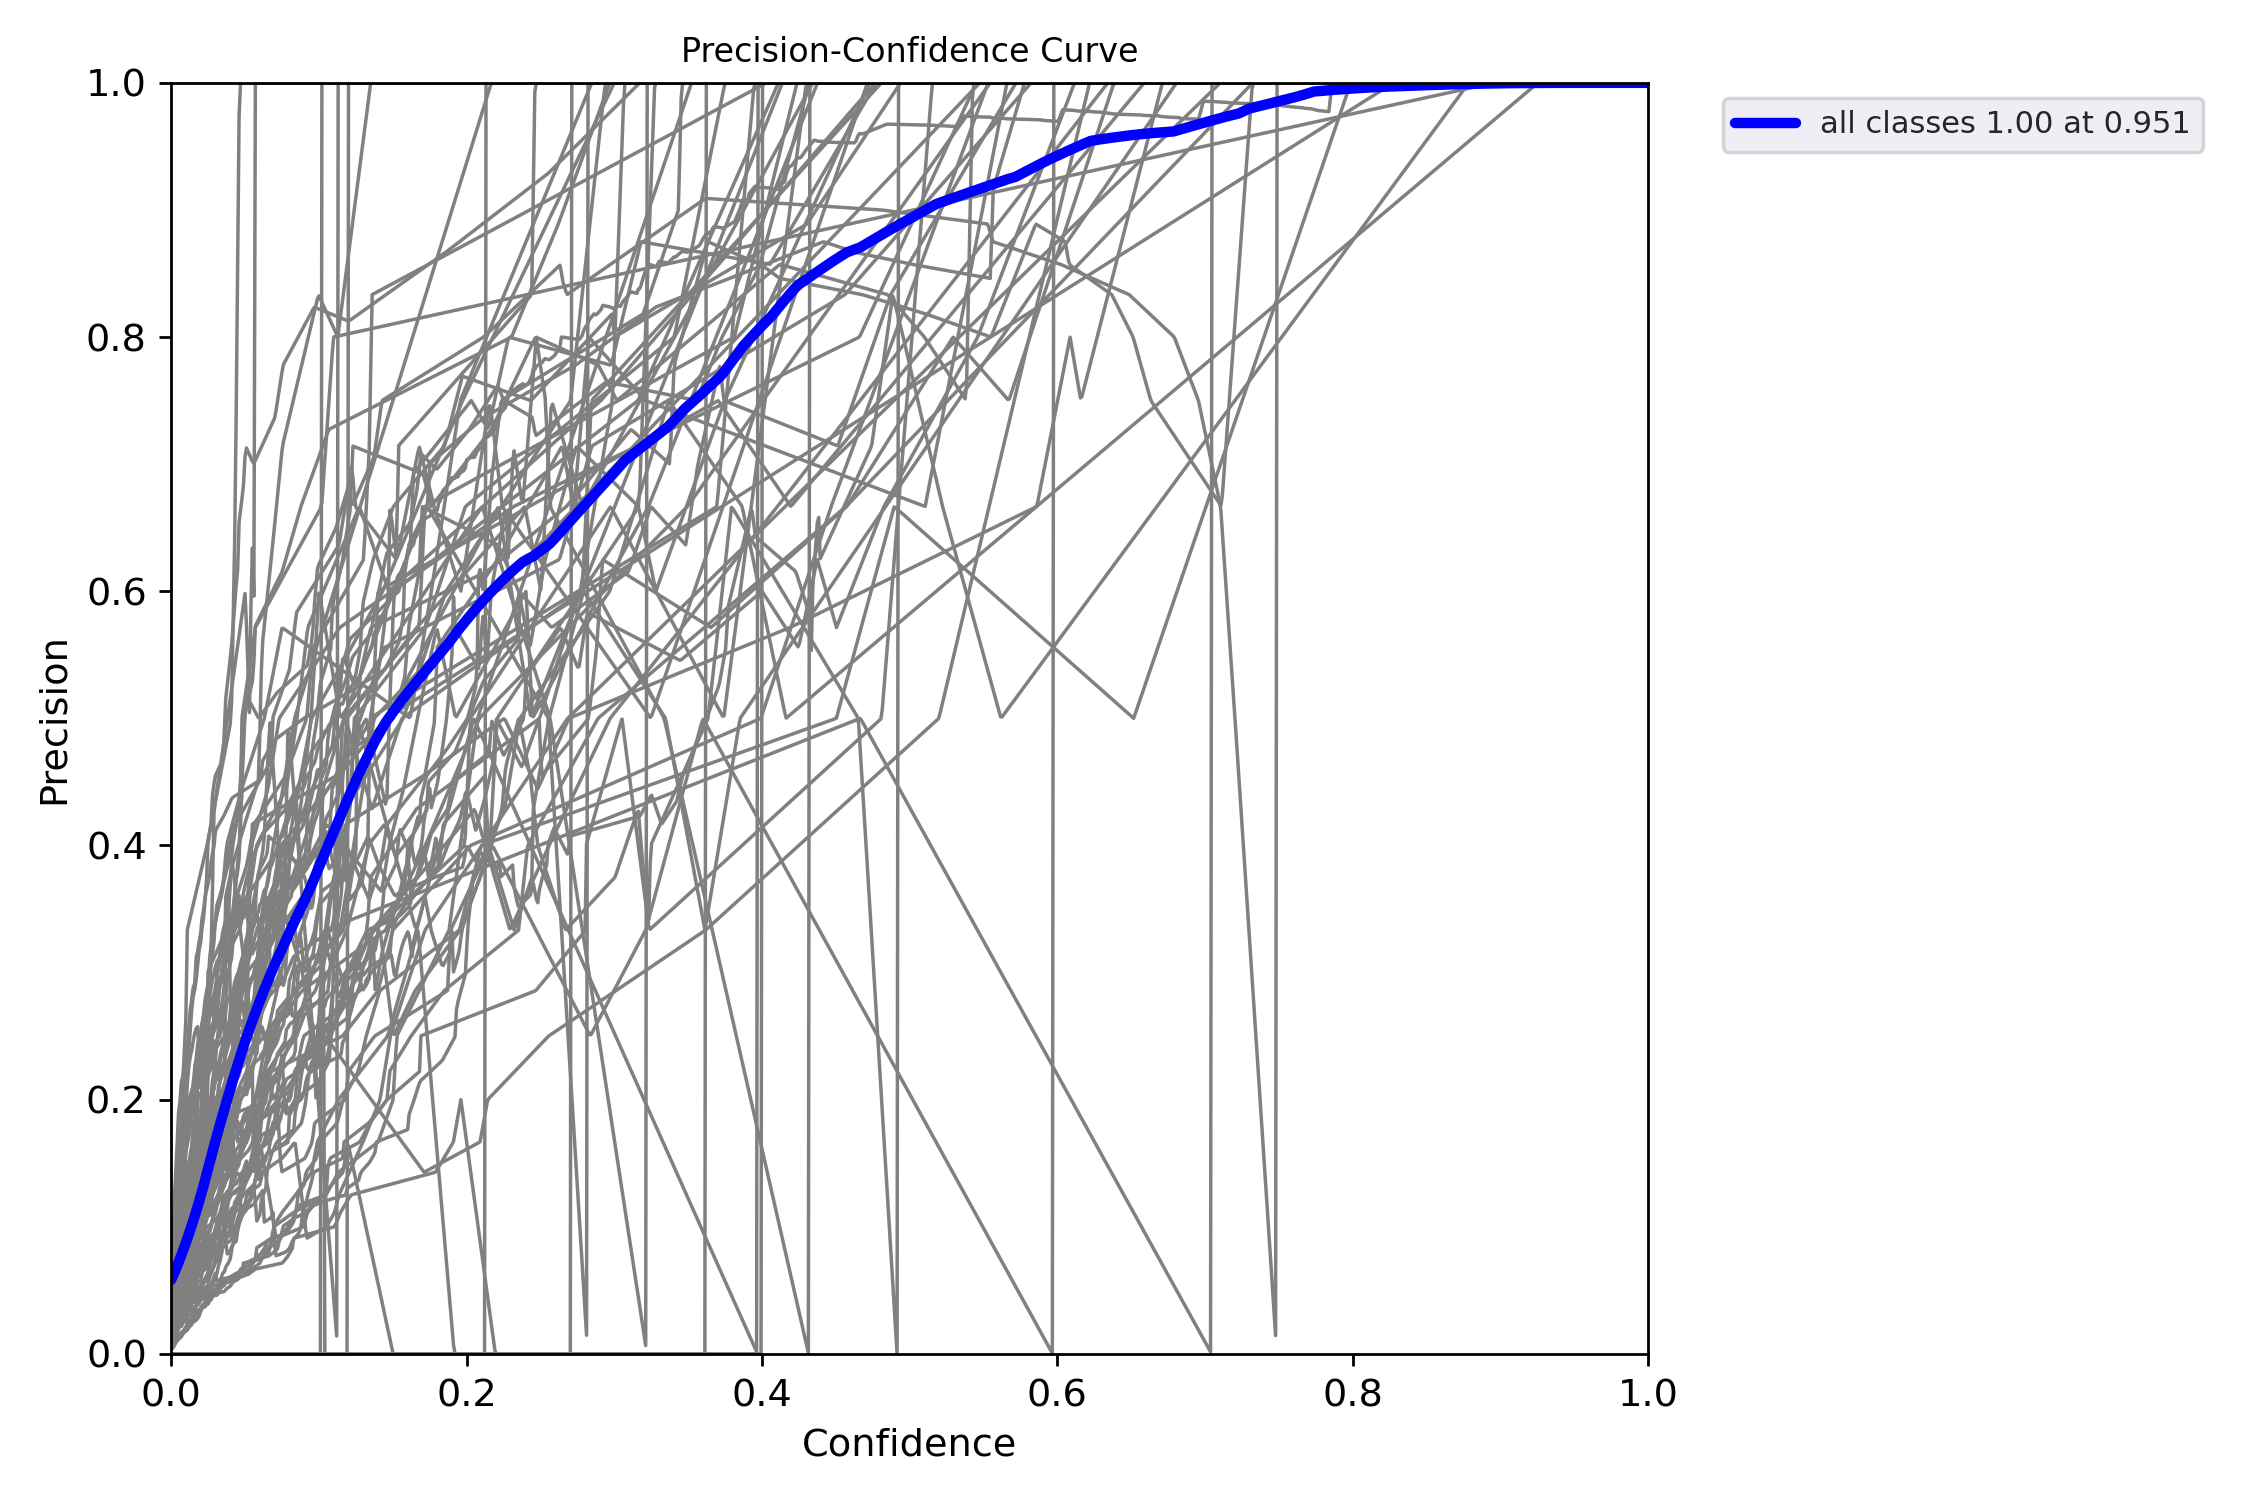 Precision-Confidence Curve
all classes 1.00 at 0.951
Precision
1.0
0.8
0.6
0.4
0.2
0.0
0.0 0.2 0.4 0.6 0.8 1.0
Confidence